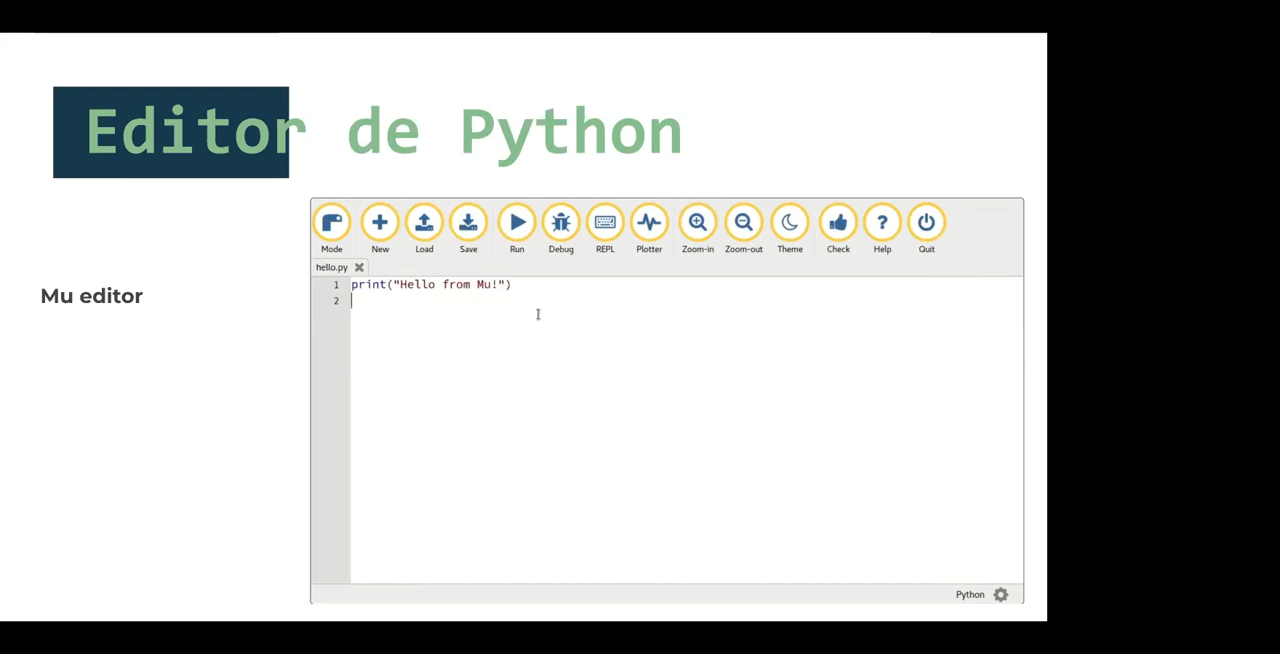 Editor de Python
Mode New Load Save Run Debug REPL Plotter Zoom-in Zoom-out Theme Check Help Quit
hello.py
Mu editor
1 print("Hello from Mu!")
2
Python